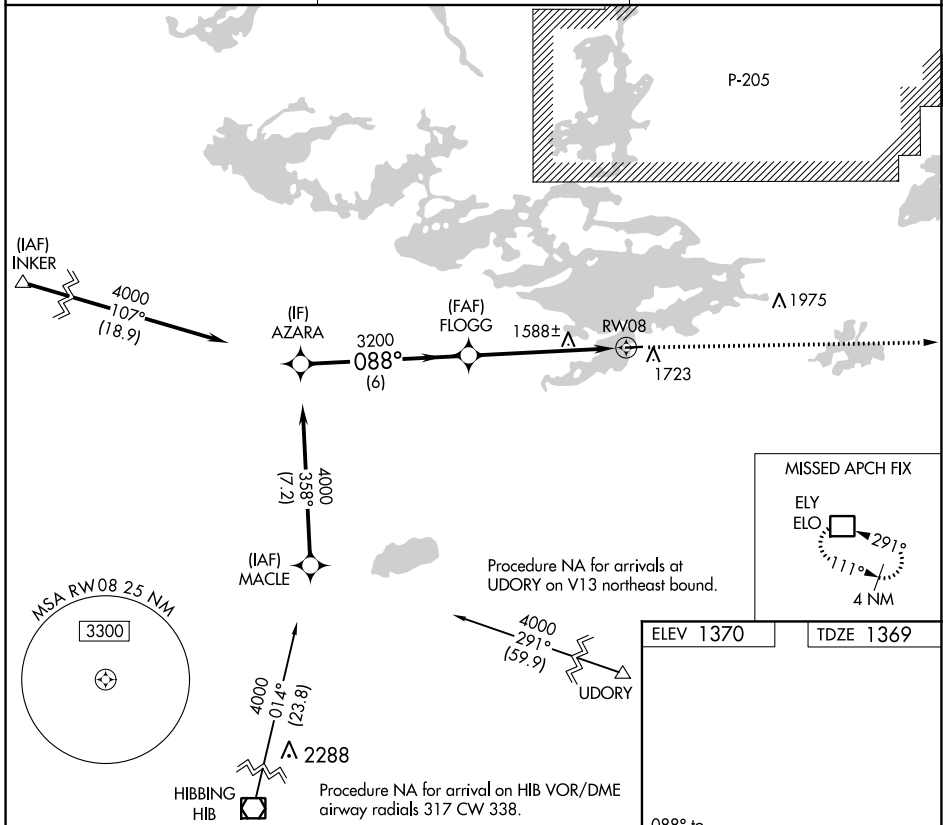 P-205
(IAF)
INKER
4000
107°
(18.9)
(IF)
AZARA
3200
088°
(6)
(FAF)
FLOGG
1588±
RW08
1975
1723
4000
358°
(7.2)
(IAF)
MACLE
MISSED APCH FIX
ELY
ELO
291°
111°
4 NM
Procedure NA for arrivals at
UDORY on V13 northeast bound.
4000
291°
(59.9)
UDORY
MSA RW08 25 NM
3300
4000
014°
(23.8)
2288
HIBBING
HIB
Procedure NA for arrival on HIB VOR/DME
airway radials 317 CW 338.
ELEV 1370
TDZE 1369
088° to